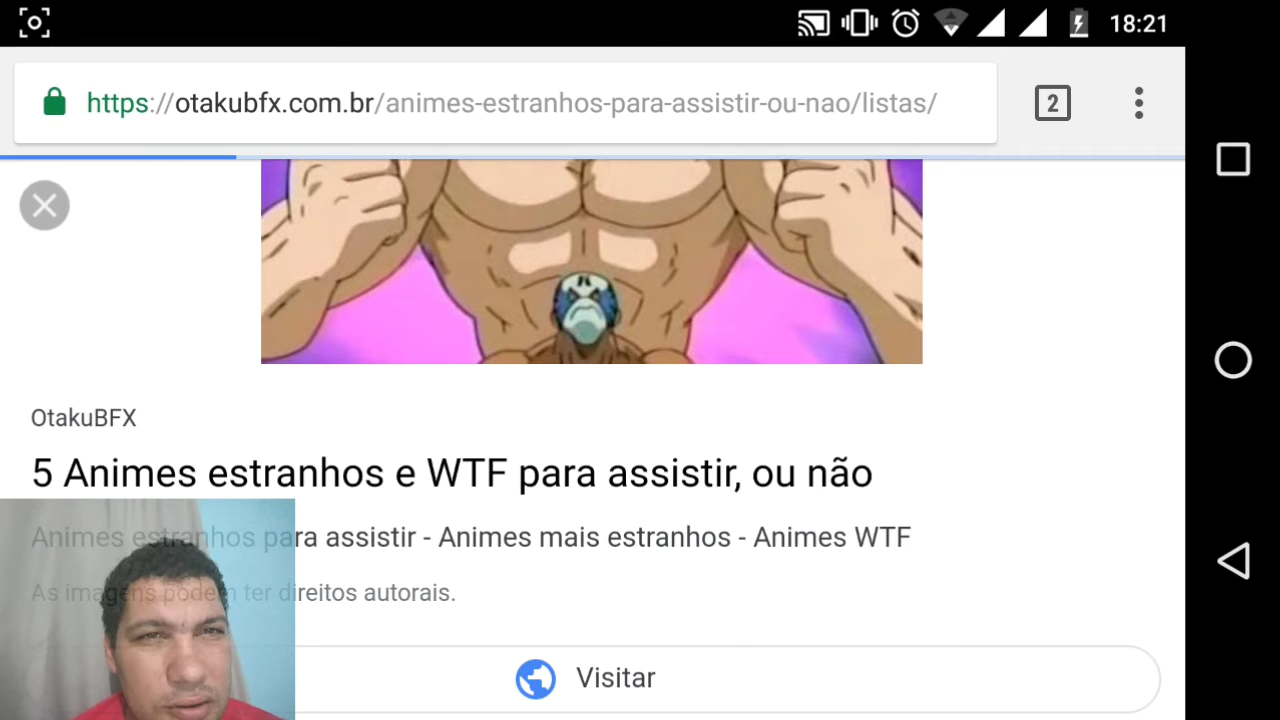 18:21
https://otakubfx.com.br/animes-estranhos-para-assistir-ou-nao/listas/
2
OtakuBFX
5 Animes estranhos e WTF para assistir, ou não
Animes estranhos para assistir - Animes mais estranhos - Animes WTF
As imagens podem ter direitos autorais.
Visitar